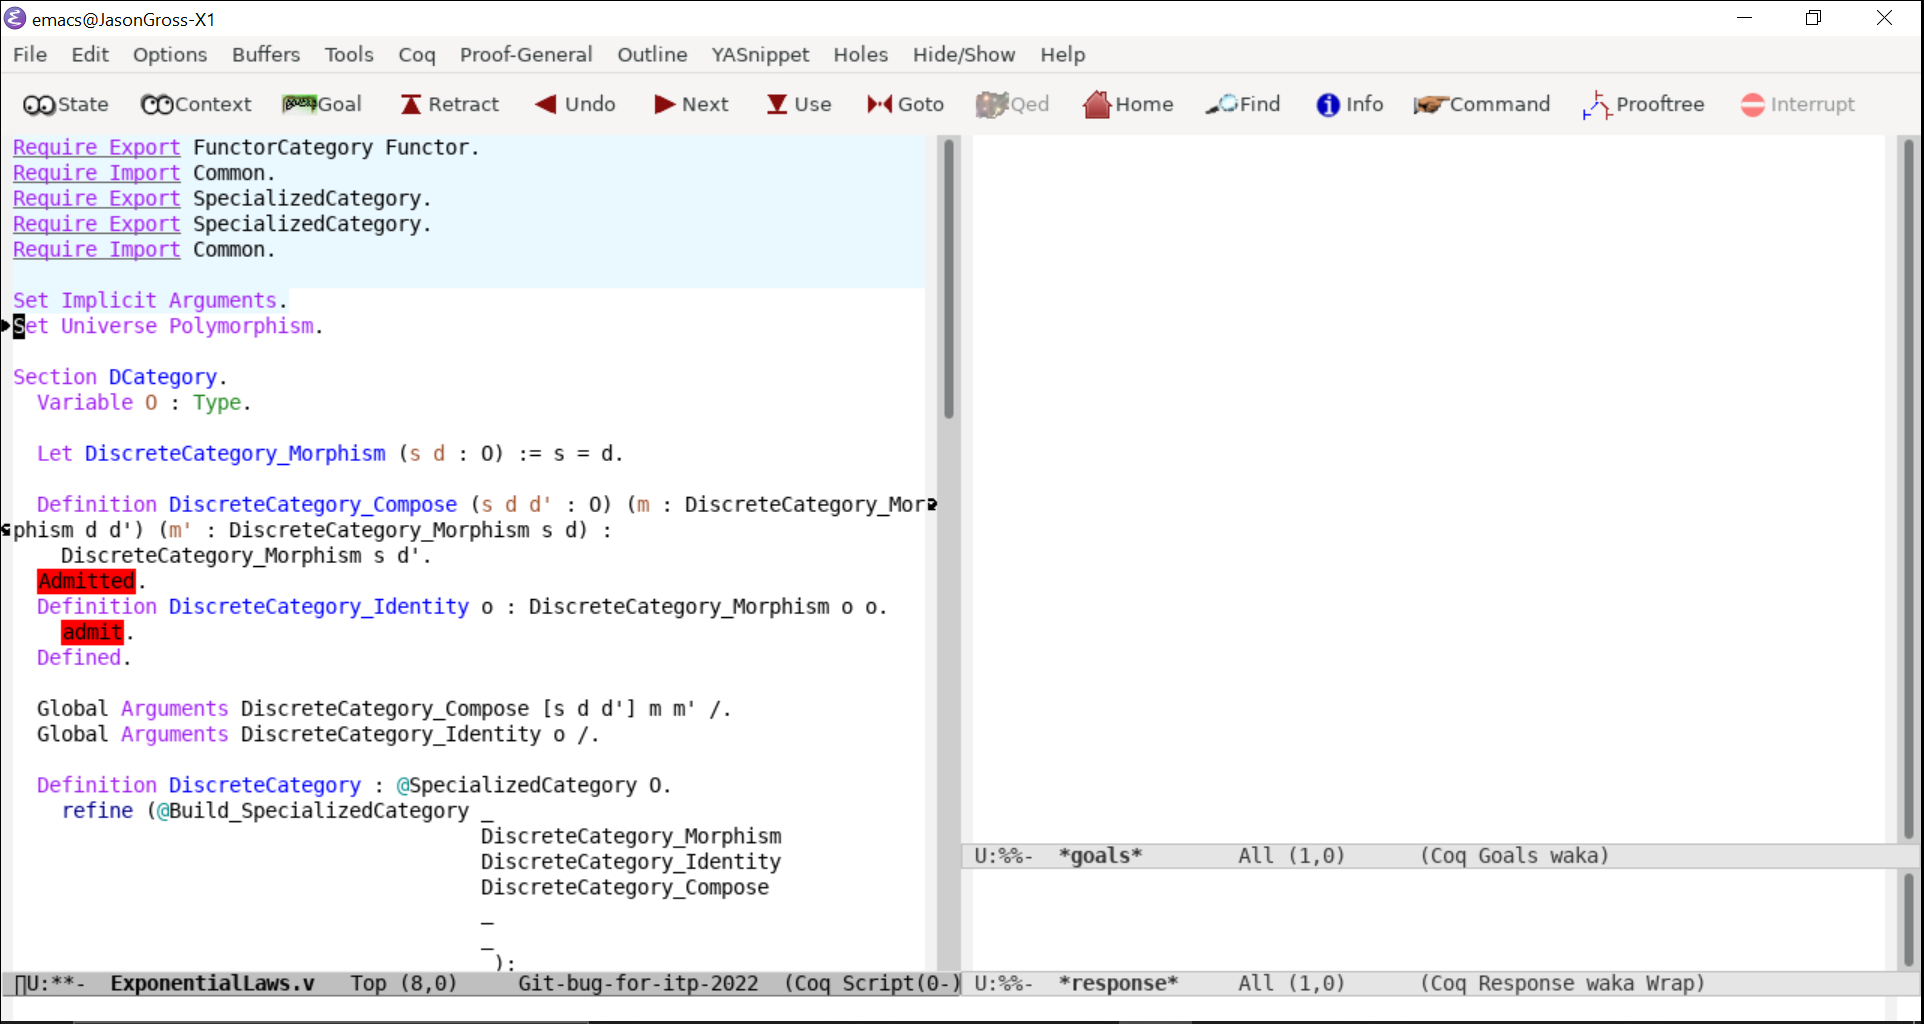 emacs@JasonGross-X1
File Edit Options Buffers Tools Coq Proof-General Outline YASnippet Holes Hide/Show Help
State Context Goal Retract Undo Next Use Goto Qed Home Find Info Command Prooftree Interrupt
Require Export FunctorCategory Functor.
Require Import Common.
Require Export SpecializedCategory.
Require Export SpecializedCategory.
Require Import Common.
Set Implicit Arguments.
Set Universe Polymorphism.
Section DCategory.
Variable O : Type.
Let DiscreteCategory_Morphism (s d : O) := s = d.
Definition DiscreteCategory_Compose (s d d' : O) (m : DiscreteCategory_Mor
phism d d') (m' : DiscreteCategory_Morphism s d) :
DiscreteCategory_Morphism s d'.
Admitted.
Definition DiscreteCategory_Identity o : DiscreteCategory_Morphism o o.
admit.
Defined.
Global Arguments DiscreteCategory_Compose [s d d'] m m' /.
Global Arguments DiscreteCategory_Identity o /.
Definition DiscreteCategory : @SpecializedCategory O.
refine (@Build_SpecializedCategory _
DiscreteCategory_Morphism
DiscreteCategory_Identity
DiscreteCategory_Compose
_
_
);
U:**-  ExponentialLaws.v   Top (8,0)     Git-bug-for-itp-2022  (Coq Script(0-)
U:%%-  *goals*        All (1,0)      (Coq Goals waka)
U:%%-  *response*     All (1,0)      (Coq Response waka Wrap)